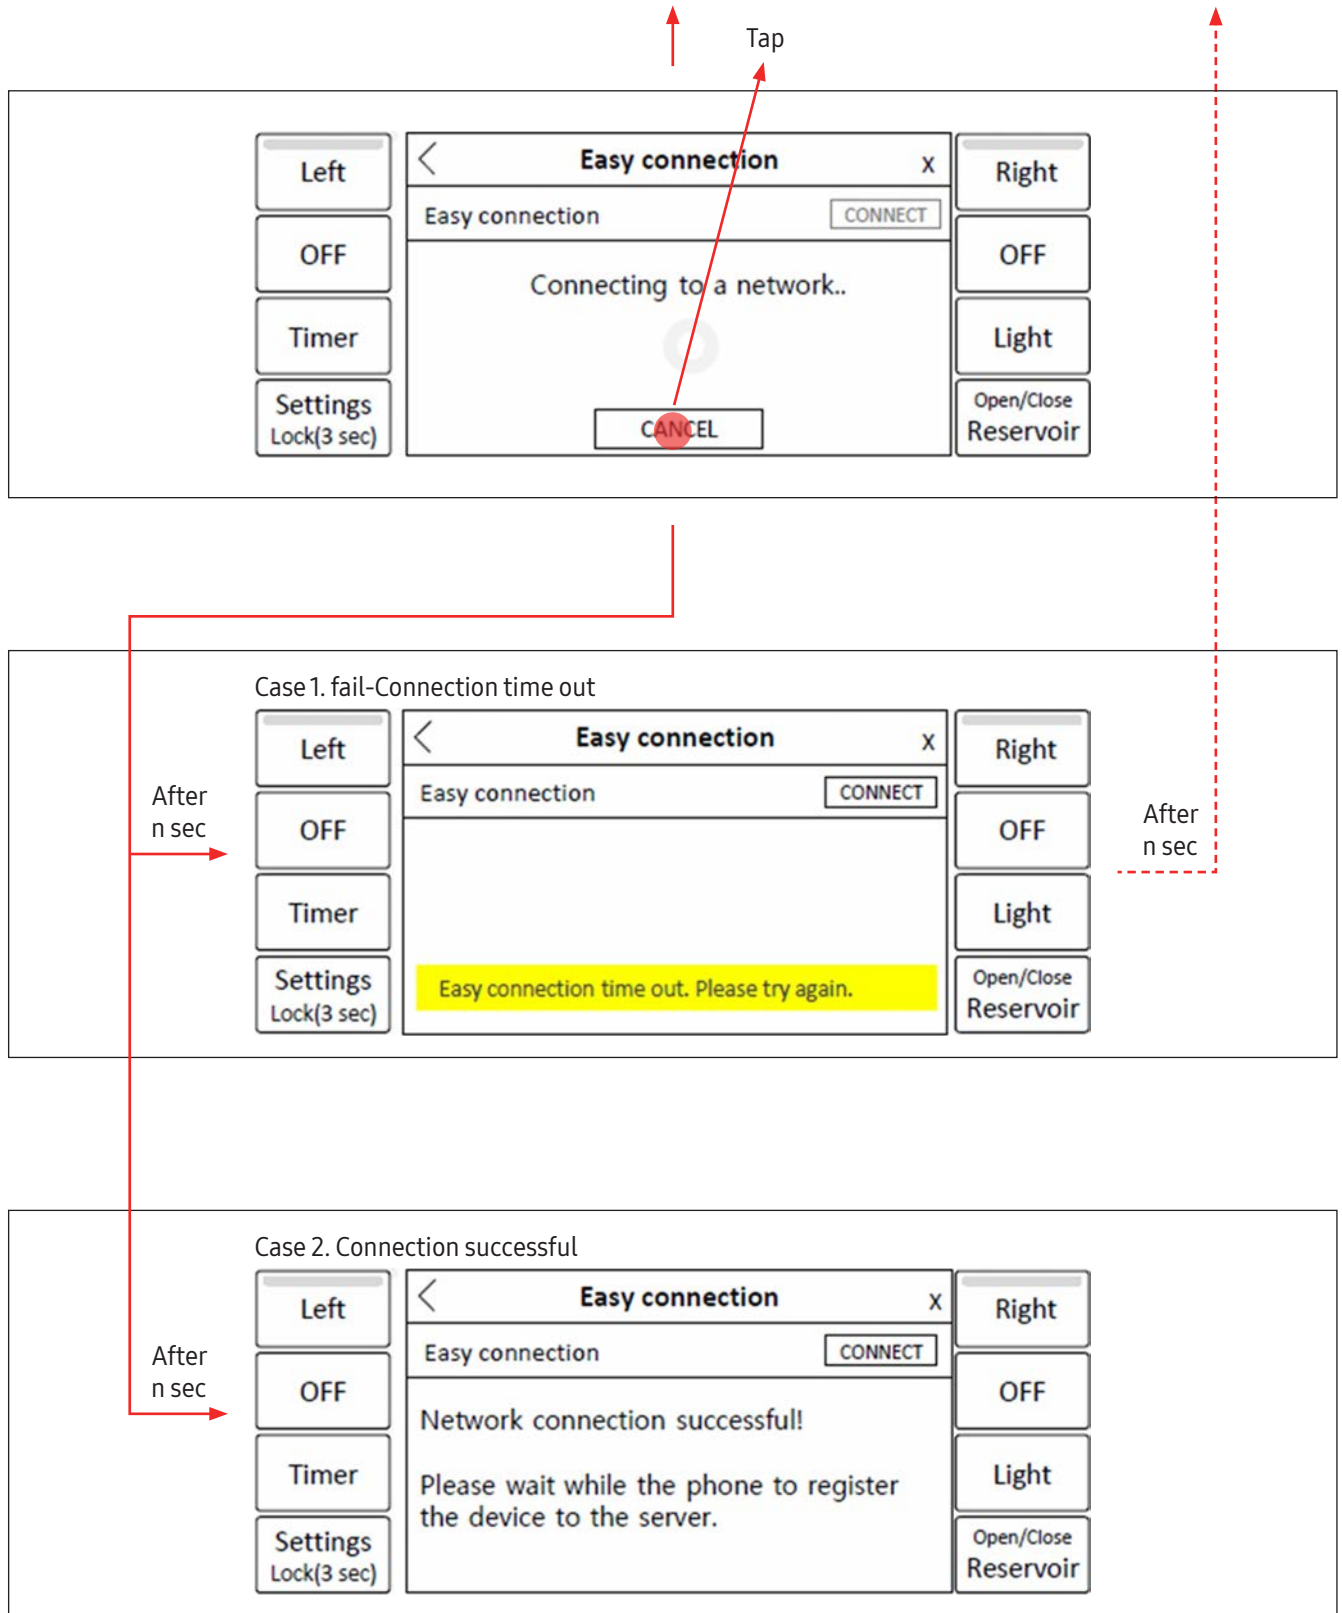 Tap
Left
OFF
Timer
Settings
Lock(3 sec)
Easy connection X
Easy connection CONNECT
Connecting to a network..
CANCEL
Right
OFF
Light
Open/Close
Reservoir
Case 1. fail-Connection time out
After
n sec
Left
OFF
Timer
Settings
Lock(3 sec)
Easy connection X
Easy connection CONNECT
Easy connection time out. Please try again.
Right
OFF
Light
Open/Close
Reservoir
After
n sec
Case 2. Connection successful
After
n sec
Left
OFF
Timer
Settings
Lock(3 sec)
Easy connection X
Easy connection CONNECT
Network connection successful!
Please wait while the phone to register
the device to the server.
Right
OFF
Light
Open/Close
Reservoir